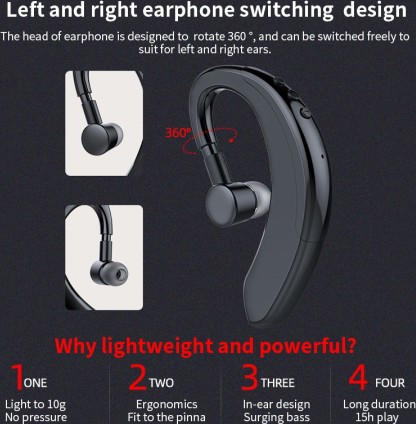 Left and right earphone switching design
The head of earphone is designed to rotate 360 °, and can be switched freely to
suit for left and right ears.
360°
Why lightweight and powerful?
1 ONE
Light to 10g
No pressure
2 TWO
Ergonomics
Fit to the pinna
3 THREE
In-ear design
Surging bass
4 FOUR
Long duration
15h play